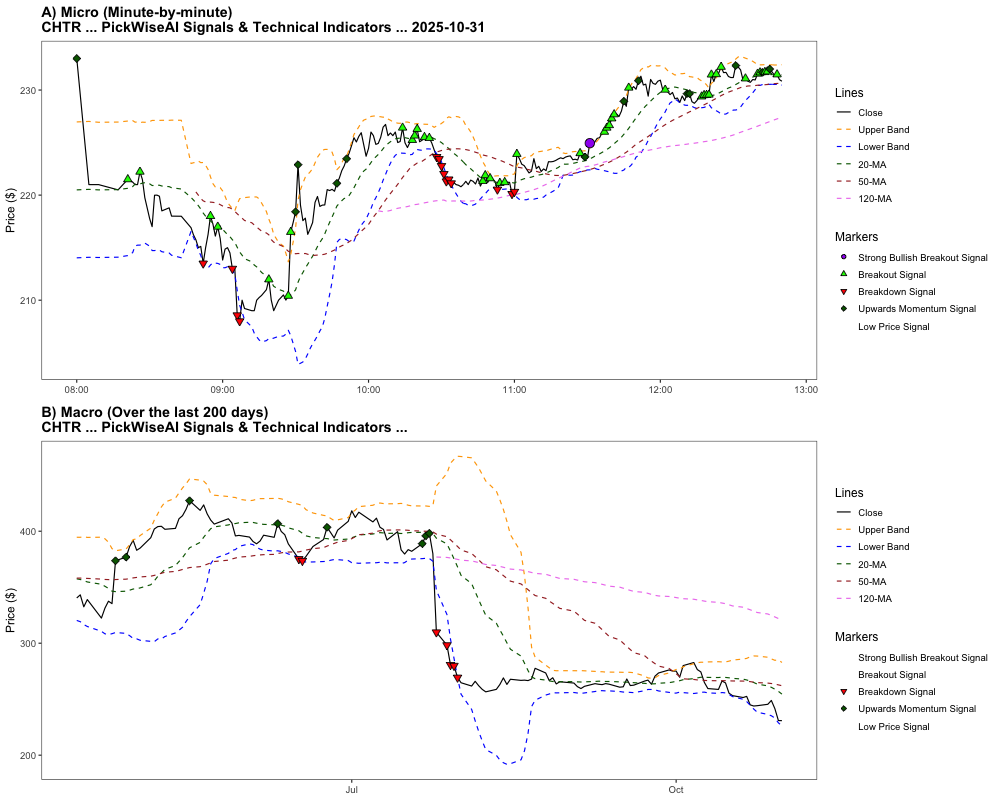 A) Micro (Minute-by-minute)
CHTR ... PickWiseAI Signals & Technical Indicators ... 2025-10-31
Price ($)
230
220
210
08:00
09:00
10:00
11:00
12:00
13:00
Lines
Close
Upper Band
Lower Band
20-MA
50-MA
120-MA
Markers
Strong Bullish Breakout Signal
Breakout Signal
Breakdown Signal
Upwards Momentum Signal
Low Price Signal
B) Macro (Over the last 200 days)
CHTR ... PickWiseAI Signals & Technical Indicators ...
Price ($)
400
300
200
Jul
Oct
Lines
Close
Upper Band
Lower Band
20-MA
50-MA
120-MA
Markers
Strong Bullish Breakout Signal
Breakout Signal
Breakdown Signal
Upwards Momentum Signal
Low Price Signal